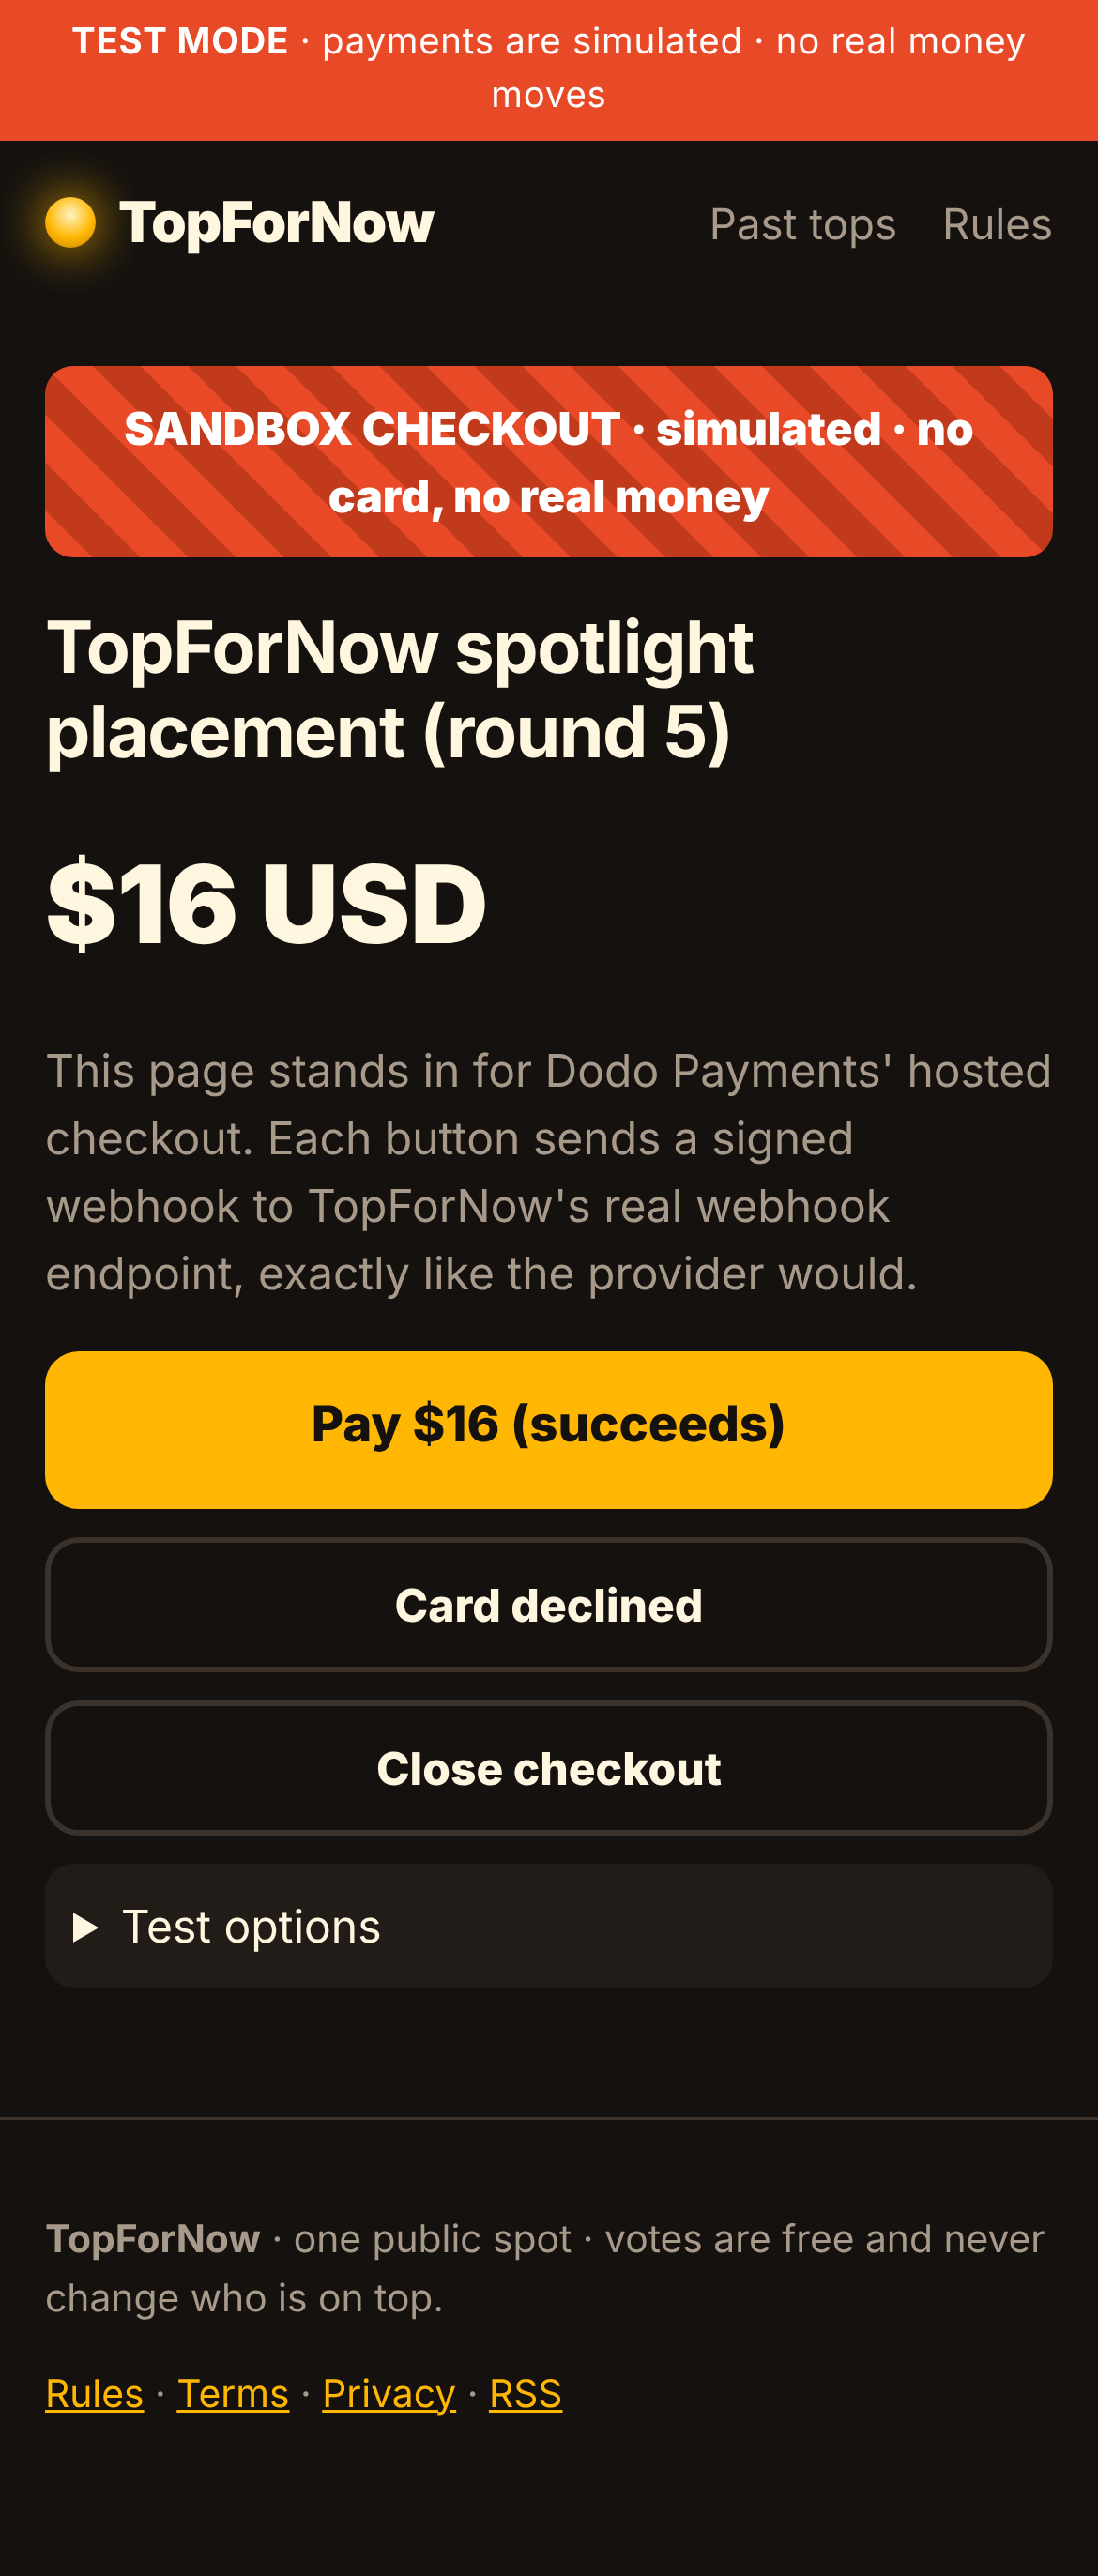 TEST MODE · payments are simulated · no real money
moves
TopForNow
Past tops
Rules
SANDBOX CHECKOUT · simulated · no
card, no real money
TopForNow spotlight
placement (round 5)
$16 USD
This page stands in for Dodo Payments' hosted
checkout. Each button sends a signed
webhook to TopForNow's real webhook
endpoint, exactly like the provider would.
Pay $16 (succeeds)
Card declined
Close checkout
Test options
TopForNow · one public spot · votes are free and never
change who is on top.
Rules · Terms · Privacy · RSS